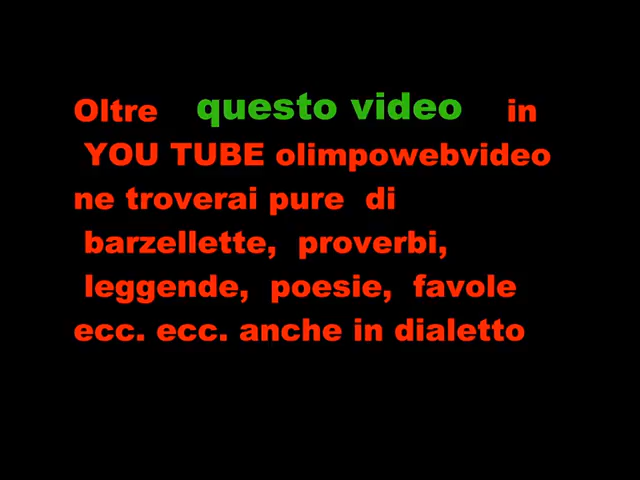 Oltre questo video in
YOU TUBE olimpowebvideo
ne troverai pure di
barzellette, proverbi,
leggende, poesie, favole
ecc. ecc. anche in dialetto